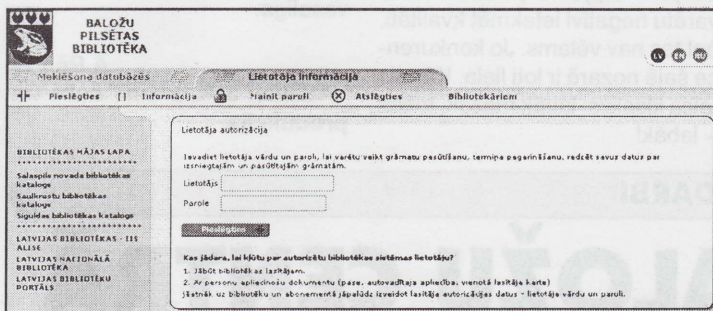 BALOŽU
PILSĒTAS
BIBLIOTĒKA
LV EN RU
Meklēšana datubāzēs
Lietotāja informācija
Pieslēgties [] Informācija Mainīt paroli Atslēgties Bibliotekāriem
BIBLIOTĒKAS MĀJAS LAPA
Salaspils novada bibliotēkas
katalogs
Saulkrastu bibliotēkas
katalogs
Siguldas bibliotēkas katalogs
LATVIJAS BIBLIOTĒKAS - IIS
ALISE
LATVIJAS NACIONĀLĀ
BIBLIOTĒKA
LATVIJAS BIBLIOTĒKU
PORTĀLS
Lietotāja autorizācija
Ievadiet lietotāja vārdu un paroli, lai varētu veikt grāmatu pasūtīšanu, termiņa pagarināšanu, redzēt savus datus par
izsniegtajām un pasūtītajām grāmatām.
Lietotājs
Parole
Pieslēgties
Kas jādara, lai kļūtu par autorizētu bibliotēkas sistēmas lietotāju?
1. Jābūt bibliotēkas lasītājam.
2. Ar personu apliecinošu dokumentu (pase, autovadītāja apliecība, vienotā lasītāja karte)
jāatnāk uz bibliotēku un abonementā jāpalūdz izveidot lasītāja autorizācijas datus - lietotāja vārdu un paroli.